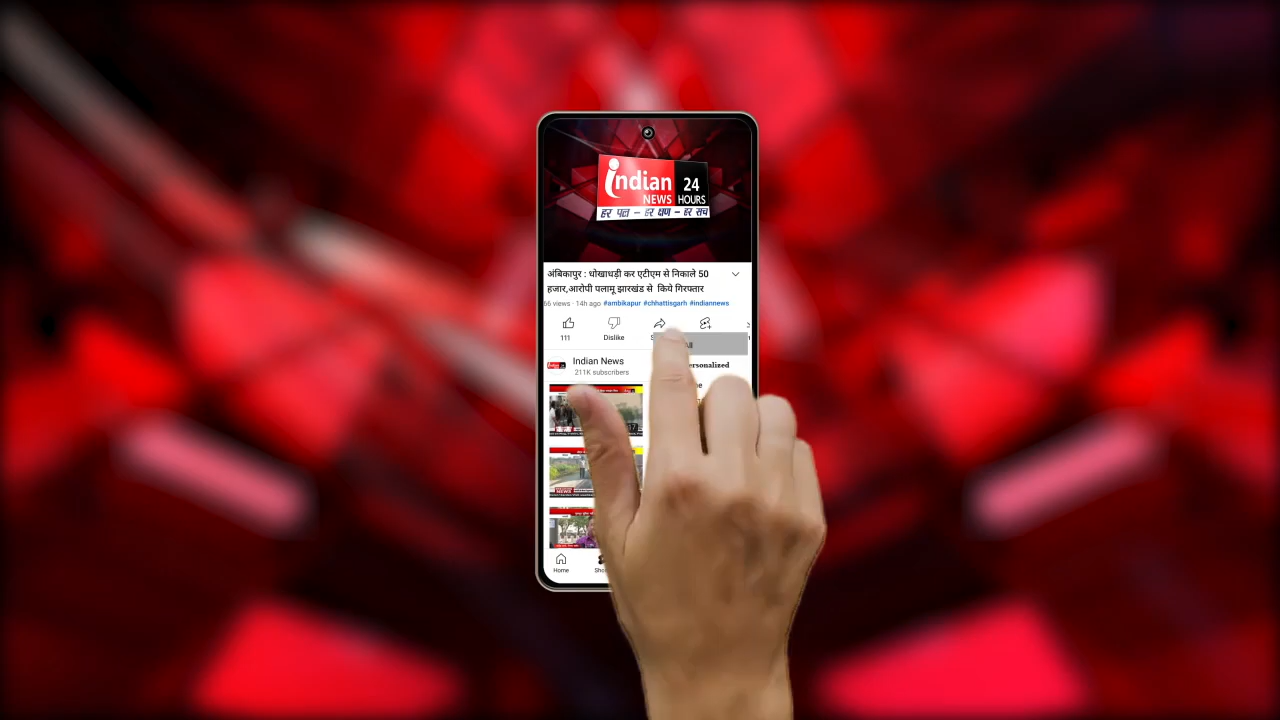 indian
NEWS
24
HOURS
हर पल - हर क्षण - हर सच
अंबिकापुर : धोखाधड़ी कर एटीएम से निकाले 50
हजार,आरोपी पलामू झारखंड से किये गिरफ्तार
66 views · 14h ago #ambikapur #chhattisgarh #indiannews
111
Dislike
Indian News
211K subscribers
All
Home